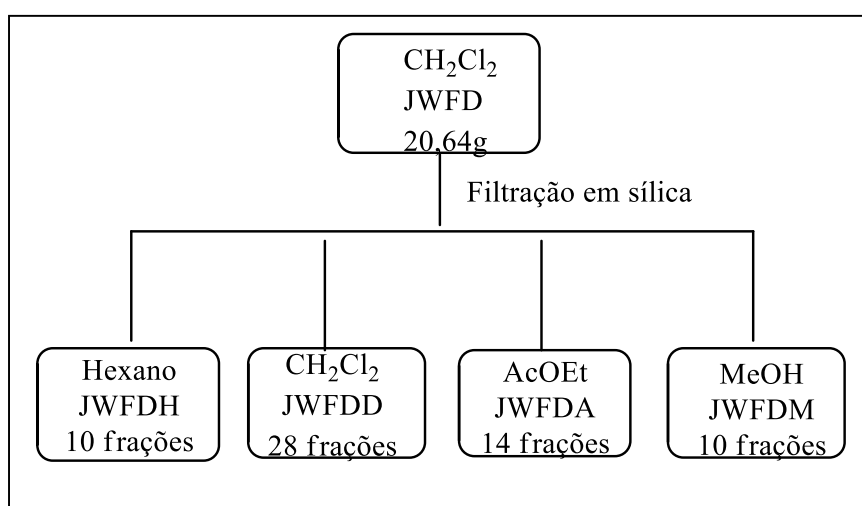 CH₂Cl₂
JWFD
20,64g
Filtração em sílica
Hexano
JWFDH
10 frações
CH₂Cl₂
JWFDD
28 frações
AcOEt
JWFDA
14 frações
MeOH
JWFDM
10 frações